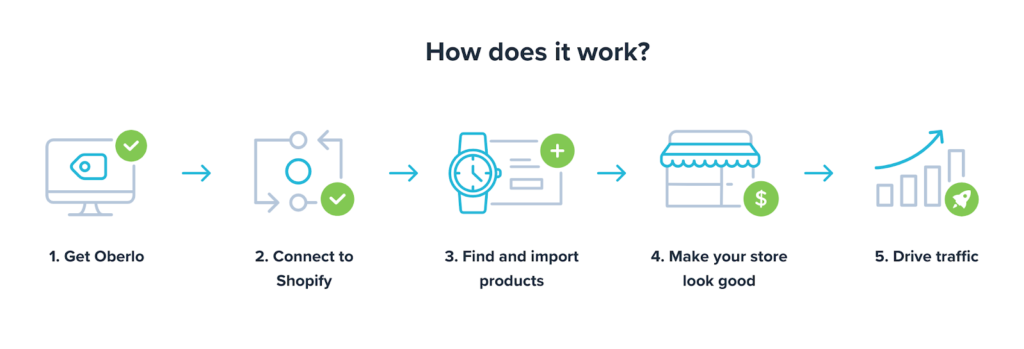 How does it work?
$
1. Get Oberlo
2. Connect to
Shopify
3. Find and import
products
4. Make your store
look good
5. Drive traffic